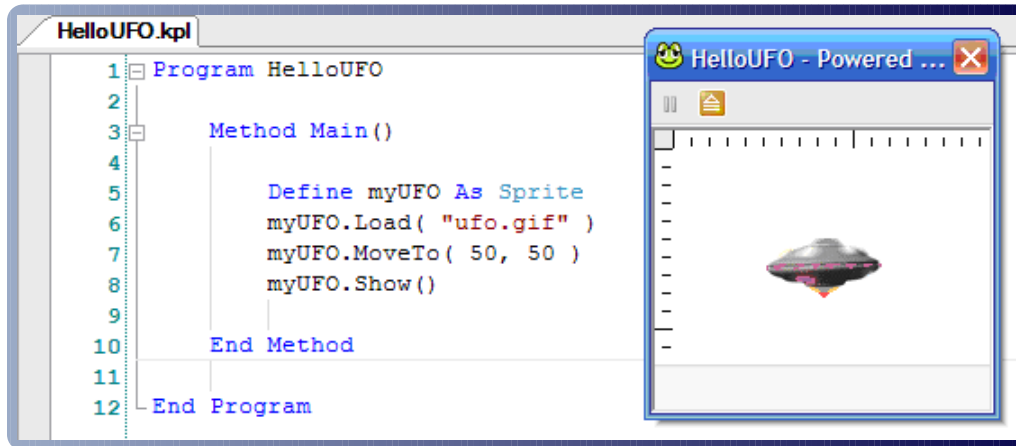 HelloUFO.kpl
1 Program HelloUFO
2
3 Method Main()
4
5 Define myUFO As Sprite
6 myUFO.Load( "ufo.gif" )
7 myUFO.MoveTo( 50, 50 )
8 myUFO.Show()
9
10 End Method
11
12 End Program
HelloUFO - Powered ...